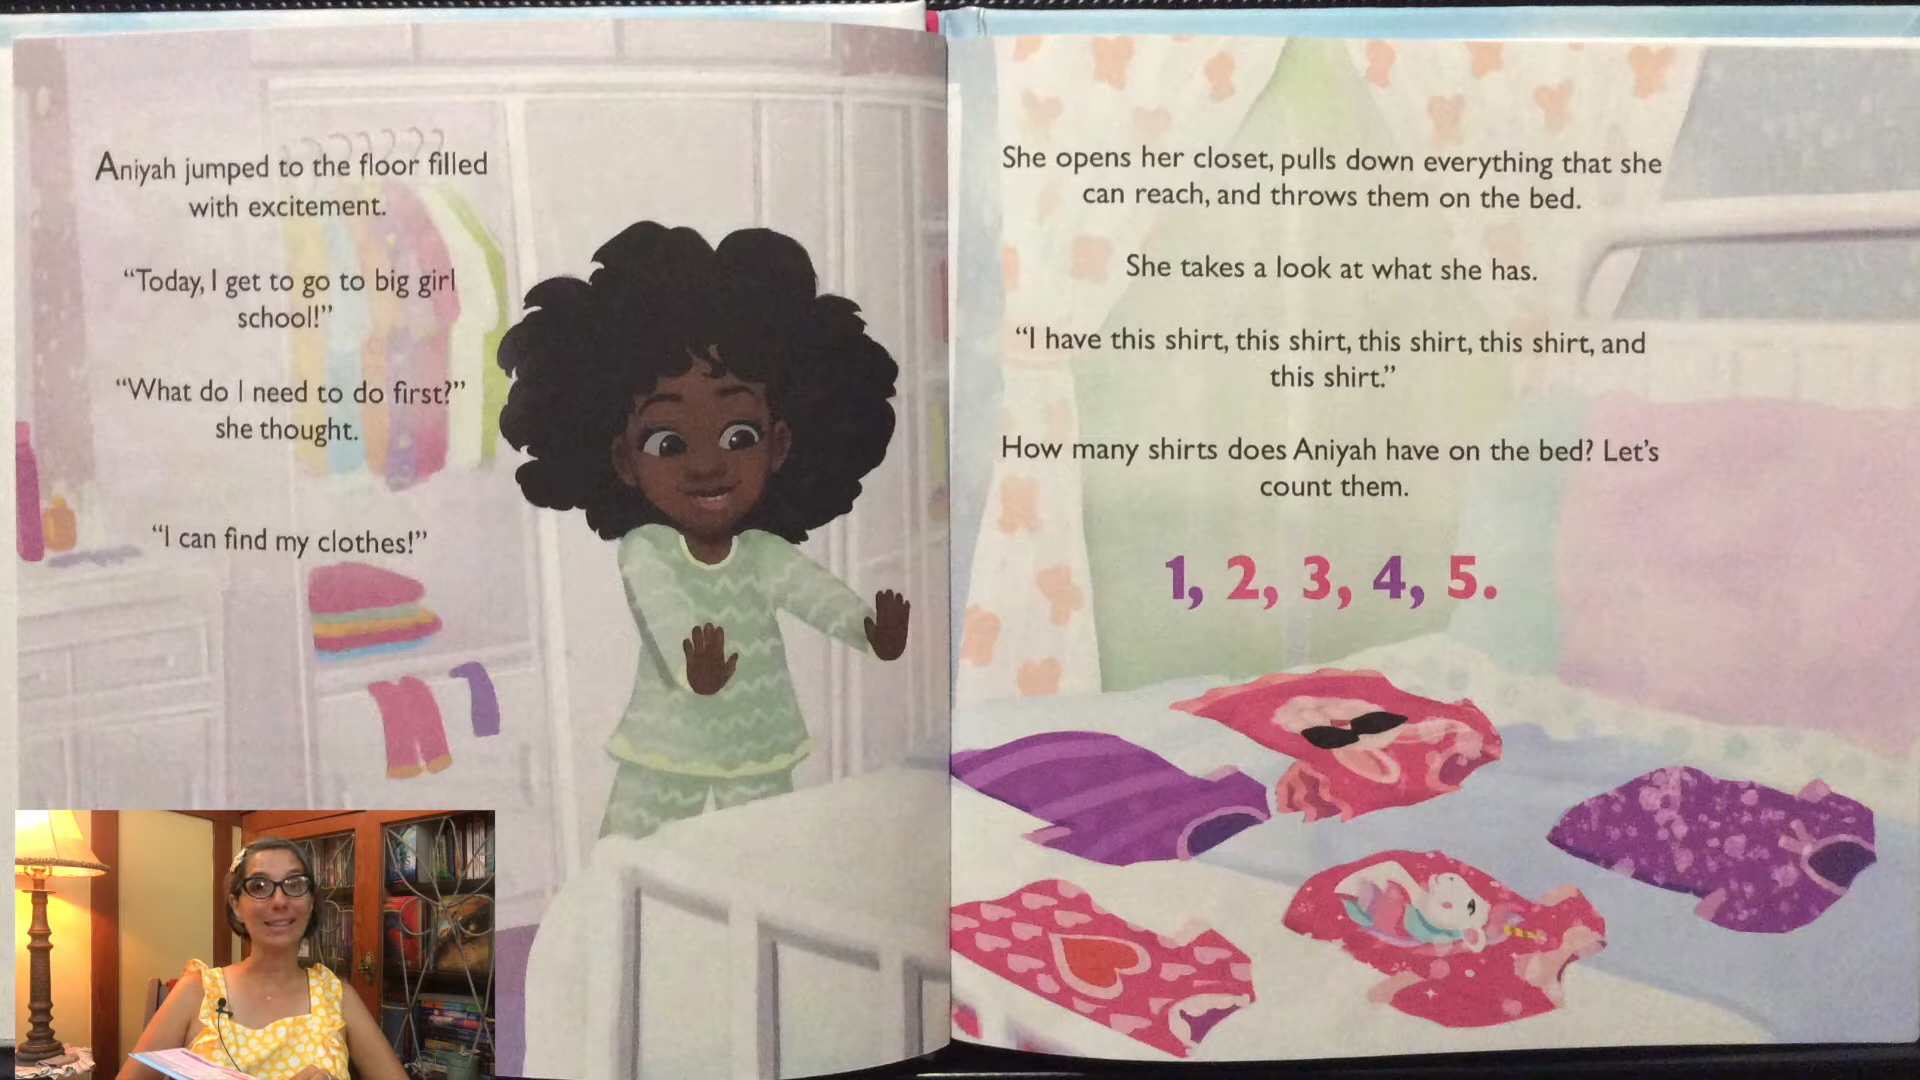 Aniyah jumped to the floor filled
with excitement.
“Today, I get to go to big girl
school!”
“What do I need to do first?”
she thought.
“I can find my clothes!”
She opens her closet, pulls down everything that she
can reach, and throws them on the bed.
She takes a look at what she has.
“I have this shirt, this shirt, this shirt, this shirt, and
this shirt.”
How many shirts does Aniyah have on the bed? Let’s
count them.
1, 2, 3, 4, 5.